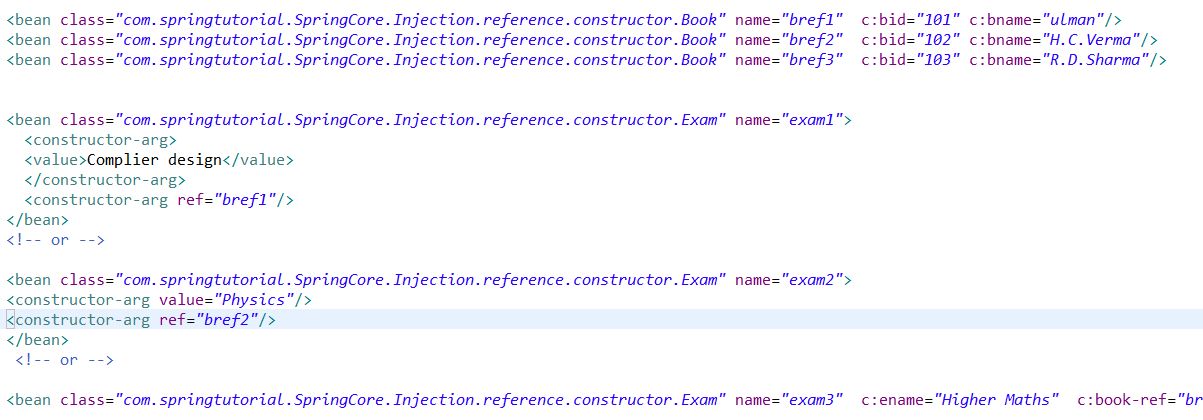 <bean class="com.springtutorial.SpringCore.Injection.reference.constructor.Book" name="bref1"  c:bid="101" c:bname="ulman"/>
<bean class="com.springtutorial.SpringCore.Injection.reference.constructor.Book" name="bref2"  c:bid="102" c:bname="H.C.Verma"/>
<bean class="com.springtutorial.SpringCore.Injection.reference.constructor.Book" name="bref3"  c:bid="103" c:bname="R.D.Sharma"/>
<bean class="com.springtutorial.SpringCore.Injection.reference.constructor.Exam" name="exam1">
<constructor-arg>
<value>Complier design</value>
</constructor-arg>
<constructor-arg ref="bref1"/>
</bean>
<!-- or -->
<bean class="com.springtutorial.SpringCore.Injection.reference.constructor.Exam" name="exam2">
<constructor-arg value="Physics"/>
<constructor-arg ref="bref2"/>
</bean>
<!-- or -->
<bean class="com.springtutorial.SpringCore.Injection.reference.constructor.Exam" name="exam3"  c:ename="Higher Maths"  c:book-ref="br